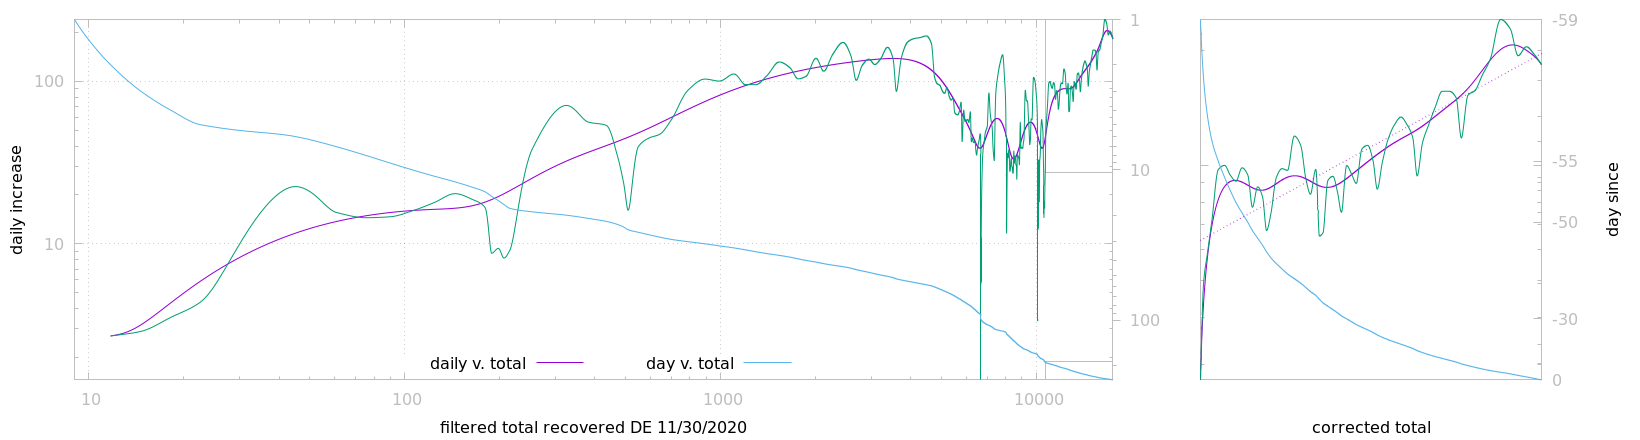 daily increase
100
10
10
100
1000
10000
1
10
100
daily v. total
day v. total
filtered total recovered DE 11/30/2020
-59
-55
-50
-30
0
day since
corrected total